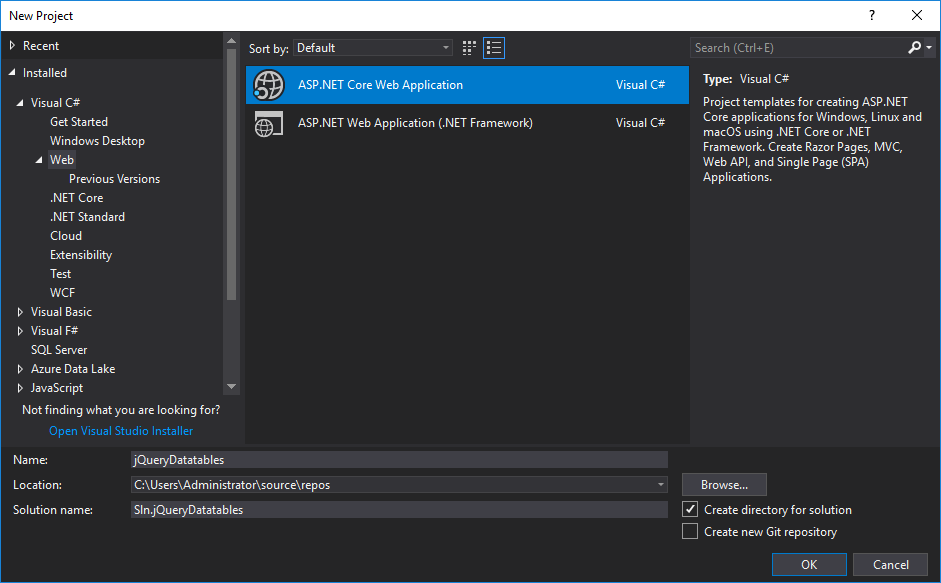 New Project
?
Recent
Installed
Visual C#
Get Started
Windows Desktop
Web
Previous Versions
.NET Core
.NET Standard
Cloud
Extensibility
Test
WCF
Visual Basic
Visual F#
SQL Server
Azure Data Lake
JavaScript
Not finding what you are looking for?
Open Visual Studio Installer
Sort by: Default
ASP.NET Core Web Application Visual C#
ASP.NET Web Application (.NET Framework) Visual C#
Search (Ctrl+E)
Type: Visual C#
Project templates for creating ASP.NET
Core applications for Windows, Linux and
macOS using .NET Core or .NET
Framework. Create Razor Pages, MVC,
Web API, and Single Page (SPA)
Applications.
Name: jQueryDatatables
Location: C:\Users\Administrator\source\repos Browse...
Solution name: Sln.jQueryDatatables
Create directory for solution
Create new Git repository
OK Cancel